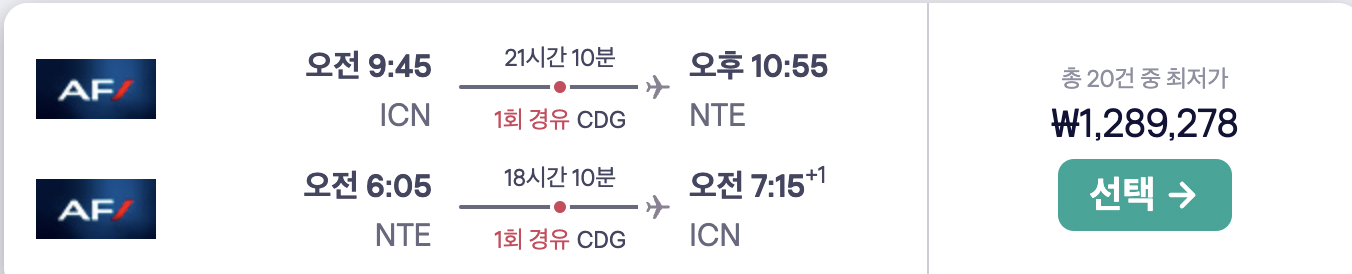 AF
오전 9:45
21시간 10분
오후 10:55
ICN
1회 경유 CDG
NTE
AF
오전 6:05
18시간 10분
오전 7:15+1
NTE
1회 경유 CDG
ICN
총 20건 중 최저가
₩1,289,278
선택 →